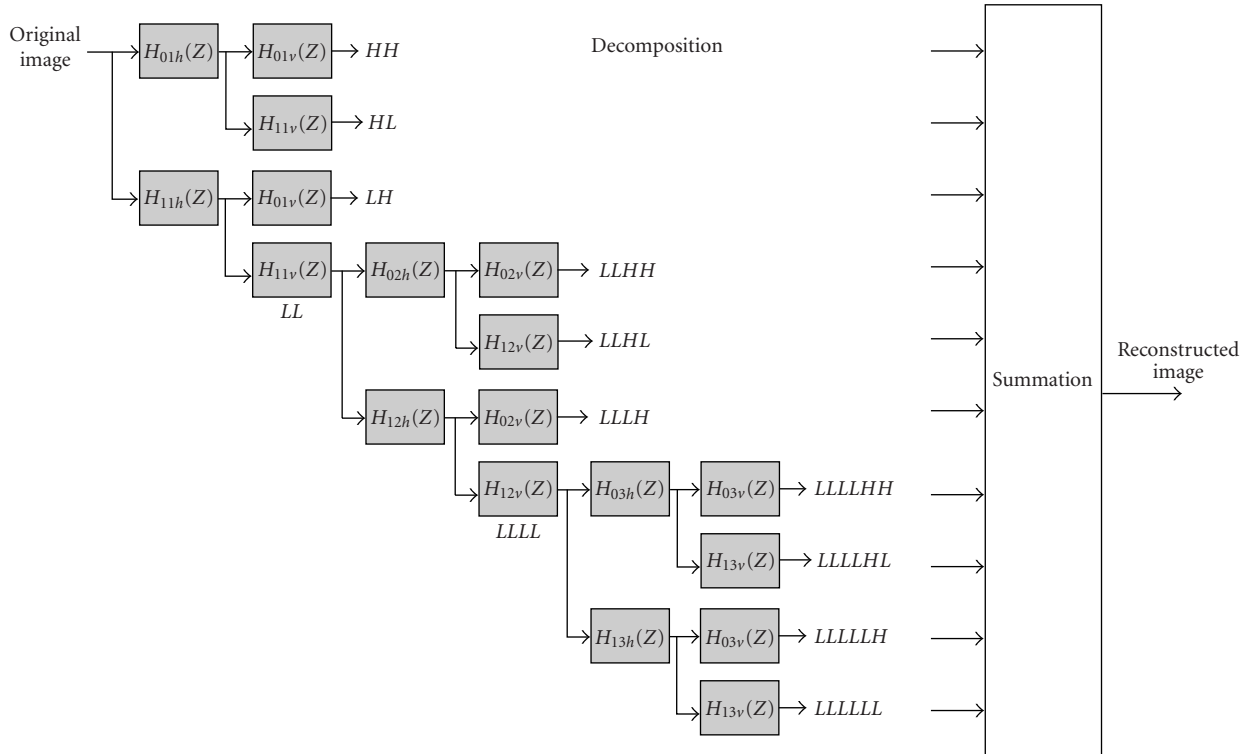 Original
image
H01h(Z)
H01v(Z)
HH
Decomposition
H11v(Z)
HL
H11h(Z)
H01v(Z)
LH
H11v(Z)
LL
H02h(Z)
H02v(Z)
LLHH
H12v(Z)
LLHL
Summation
Reconstructed
image
H12h(Z)
H02v(Z)
LLLH
H12v(Z)
LLLL
H03h(Z)
H03v(Z)
LLLLHH
H13v(Z)
LLLLHL
H13h(Z)
H03v(Z)
LLLLLH
H13v(Z)
LLLLLL